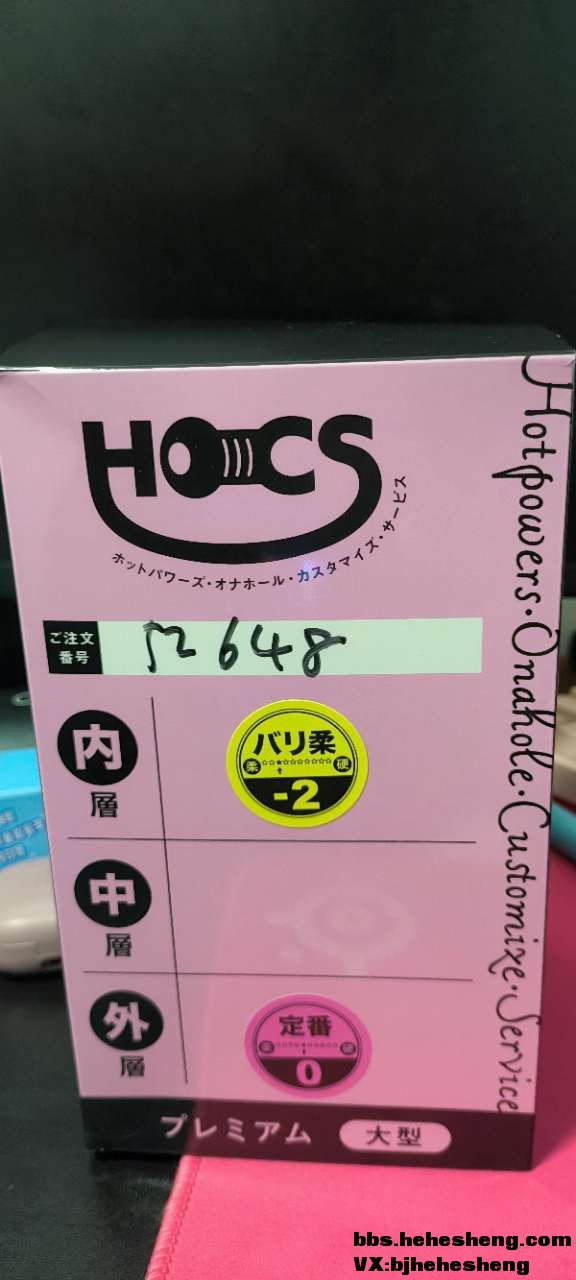 HOCS
ホットパワーズ・オナホール・カスタマイズ・サービス
Hotpowers・Onahole・Customize・Service
ご注文
番号
52648
内
層
バリ柔
柔 ☆☆★☆☆☆☆☆☆☆ 硬
-2
中
層
外
層
定番
0
プレミアム 大型
bbs.hehesheng.com
VX:bjhehesheng